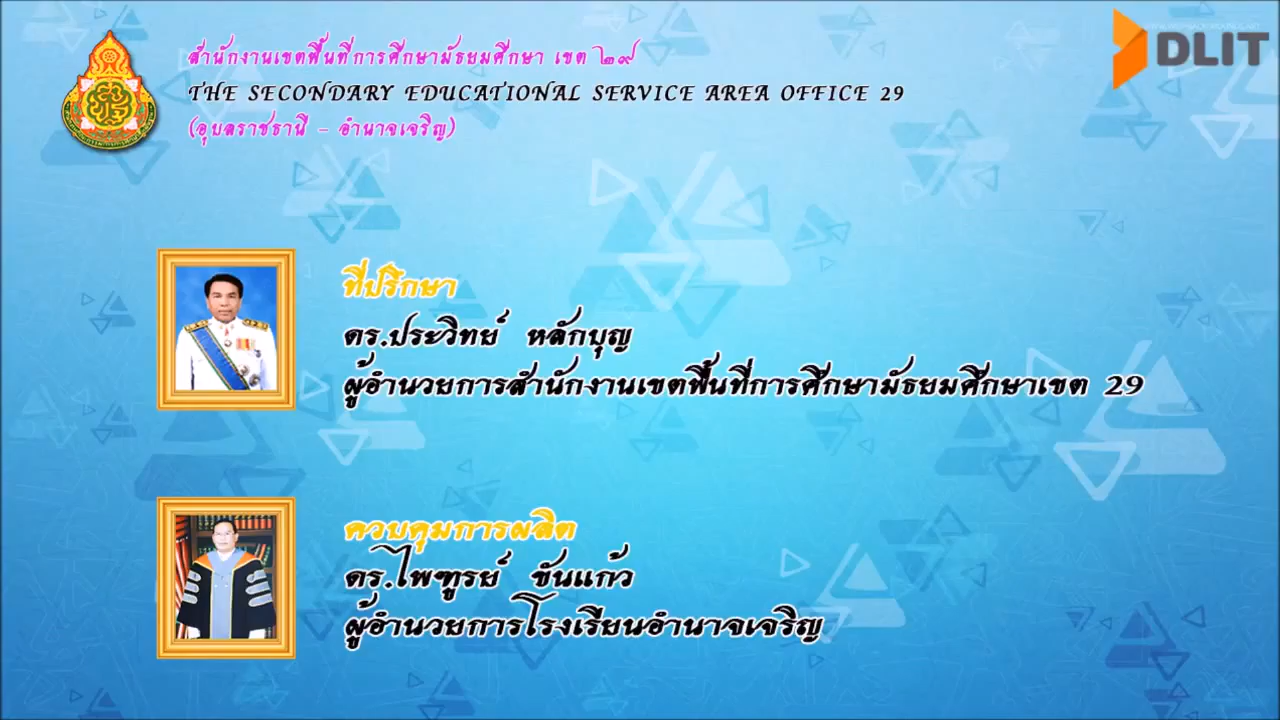 สำนักงานเขตพื้นที่การศึกษามัธยมศึกษา เขต ๒๙
THE SECONDARY EDUCATIONAL SERVICE AREA OFFICE 29
(อุบลราชธานี - อำนาจเจริญ)
DLIT
ที่ปรึกษา
ดร.ประวิทย์ หลักบุญ
ผู้อำนวยการสำนักงานเขตพื้นที่การศึกษามัธยมศึกษาเขต 29
ควบคุมการผลิต
ดร.ไพฑูรย์ ขันแก้ว
ผู้อำนวยการโรงเรียนอำนาจเจริญ